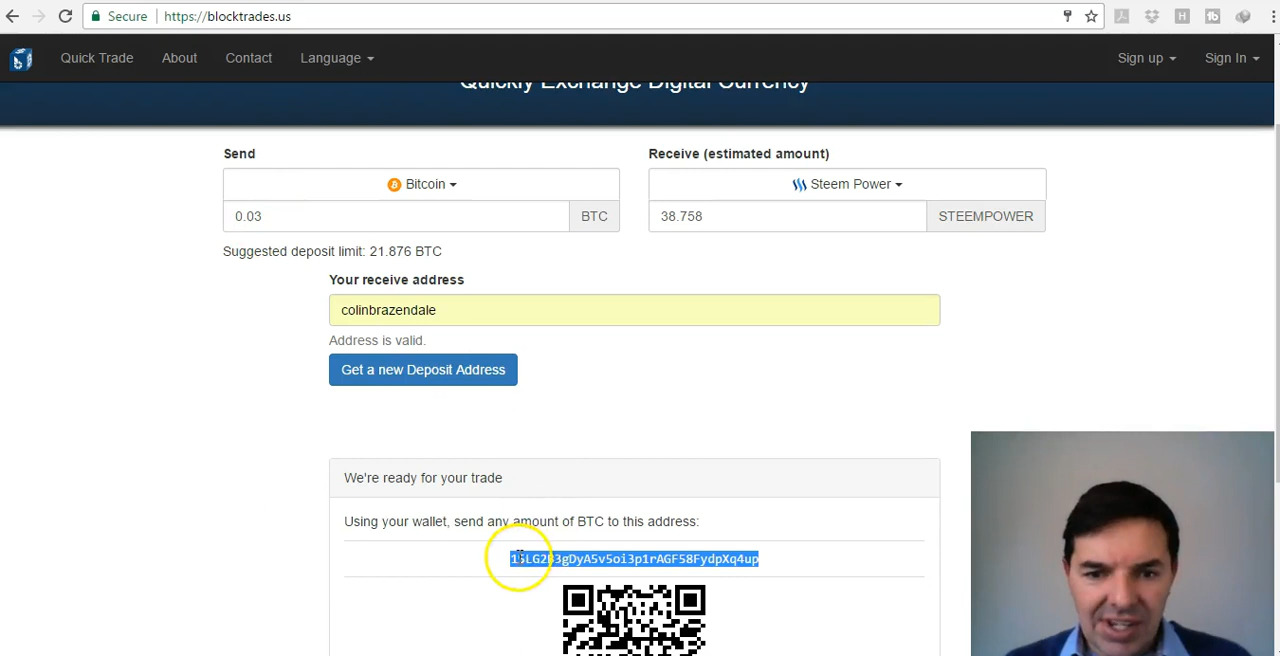 Secure https://blocktrades.us
Quick Trade About Contact Language Sign up Sign In
Quickly Exchange Digital Currency
Send Receive (estimated amount)
Bitcoin Steem Power
0.03 BTC 38.758 STEEMPOWER
Suggested deposit limit: 21.876 BTC
Your receive address
colinbrazendale
Address is valid.
Get a new Deposit Address
We're ready for your trade
Using your wallet, send any amount of BTC to this address: